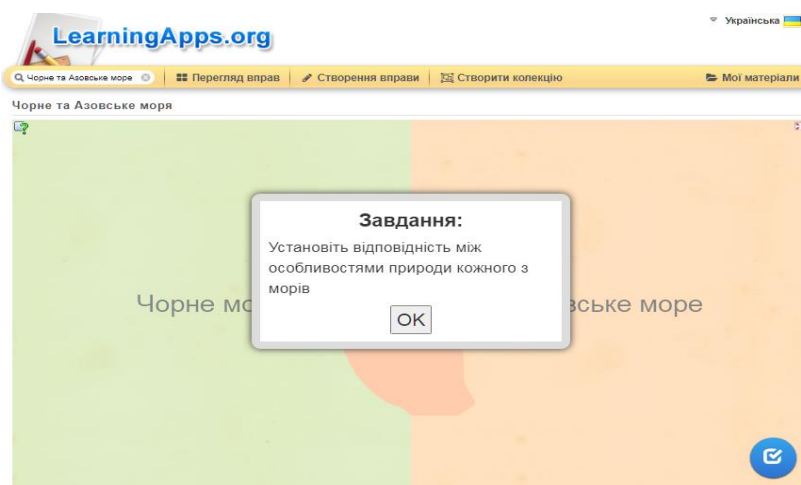 LearningApps.org
Українська
Чорне та Азовське море
Перегляд вправ
Створення вправи
Створити колекцію
Мої матеріали
Чорне та Азовське моря
Завдання:
Установіть відповідність між
особливостями природи кожного з
морів
OK
Чорне мо
вське море